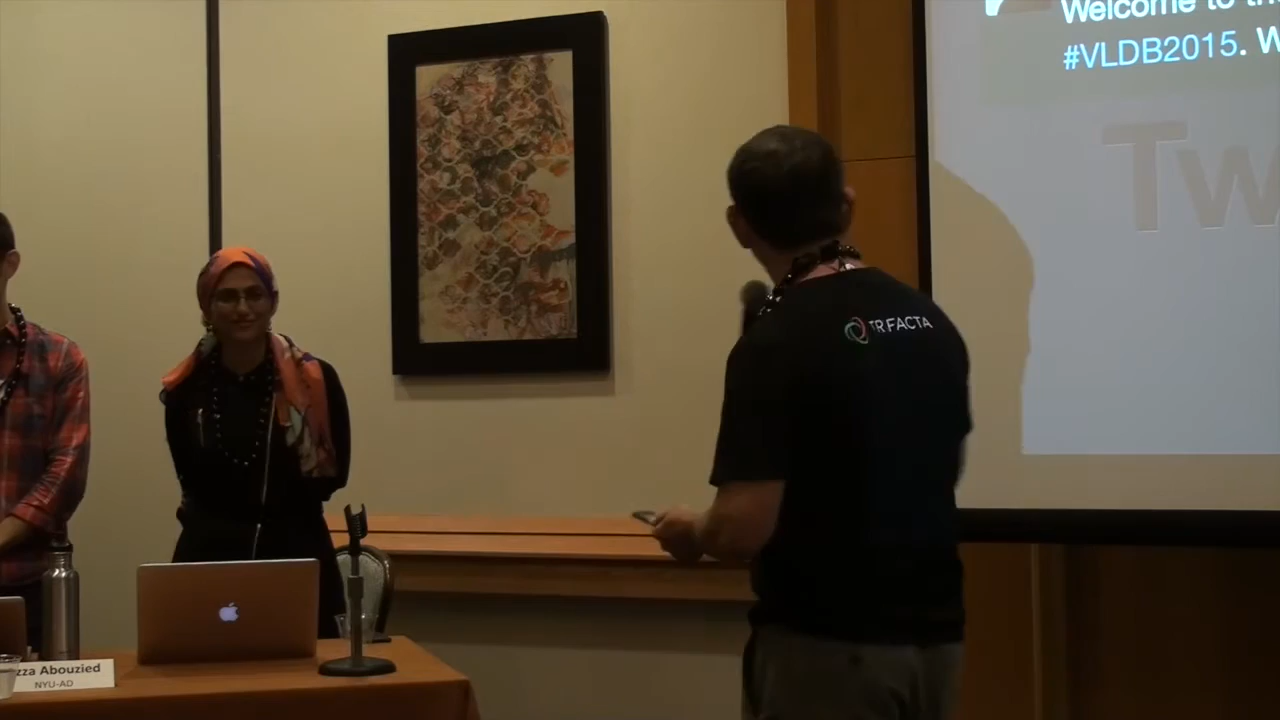 Welcome to th
#VLDB2015. W
Tw
TRIFACTA
zza Abouzied
NYU-AD